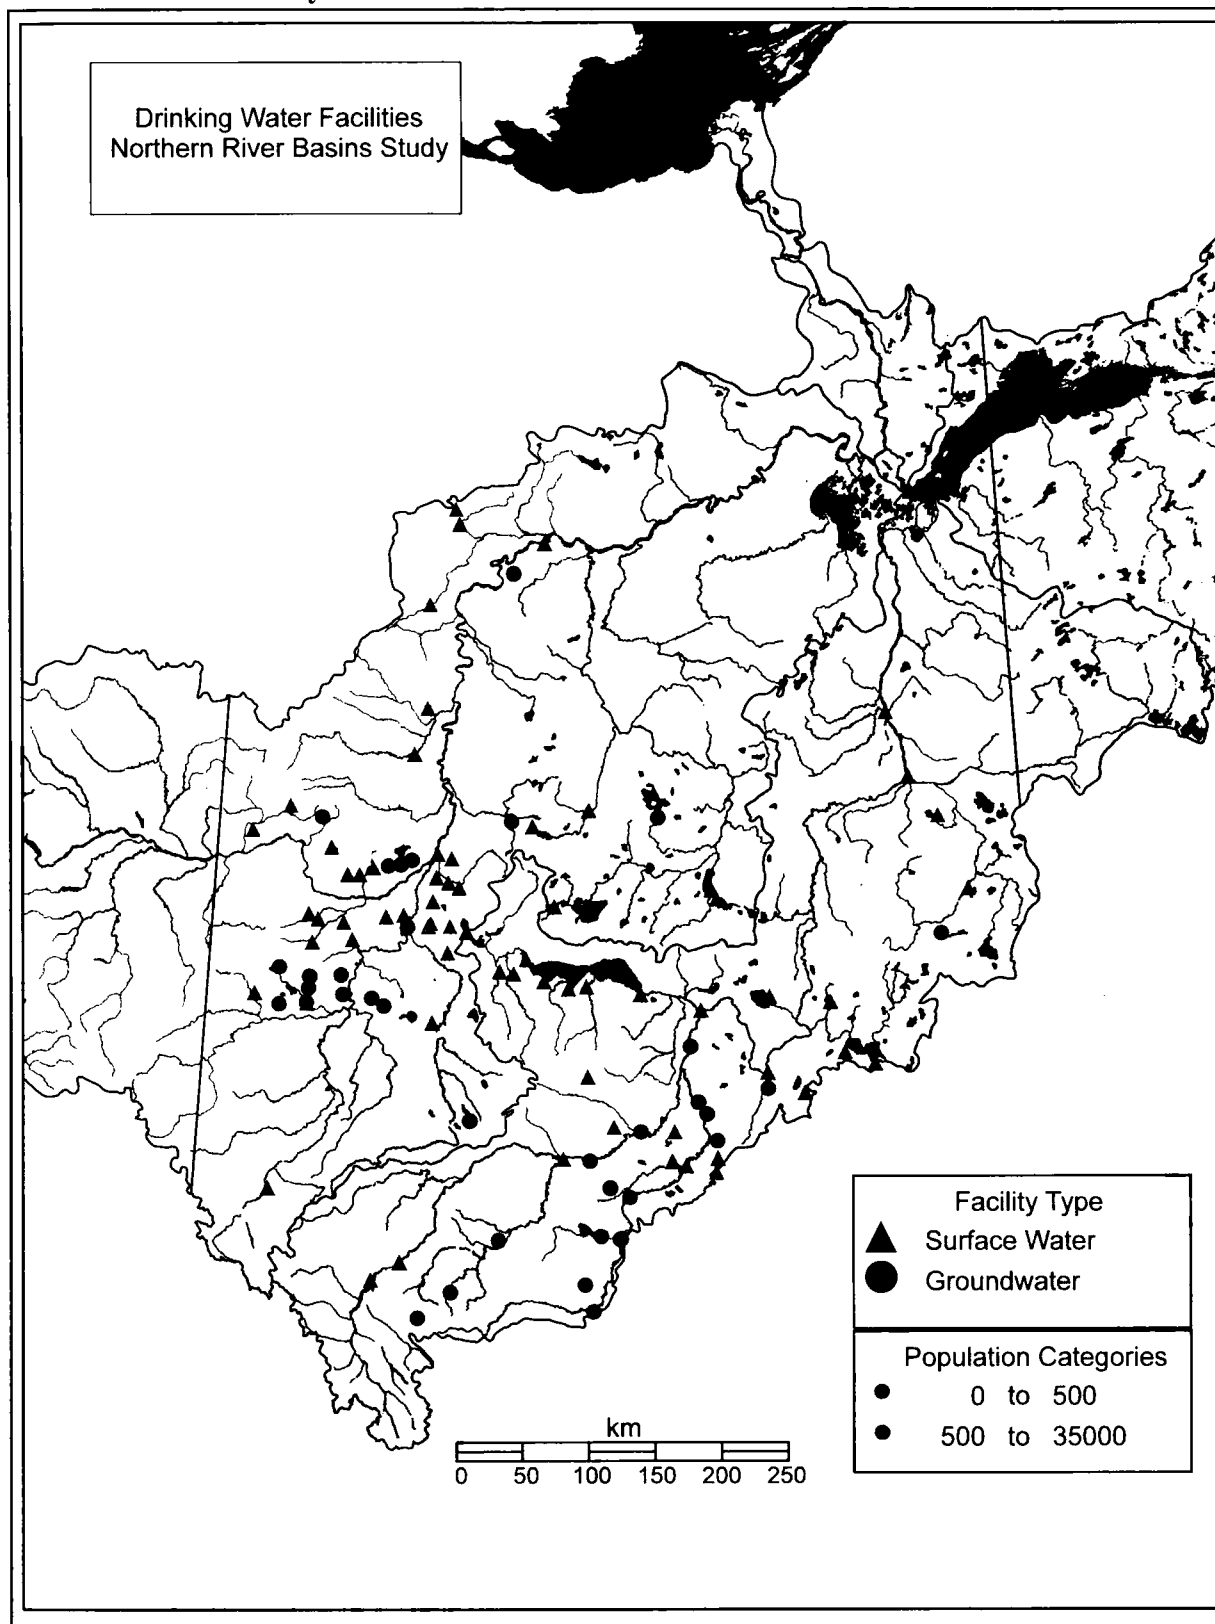 Drinking Water Facilities
Northern River Basins Study
Facility Type
Surface Water
Groundwater
Population Categories
0 to 500
500 to 35000
km
0 50 100 150 200 250